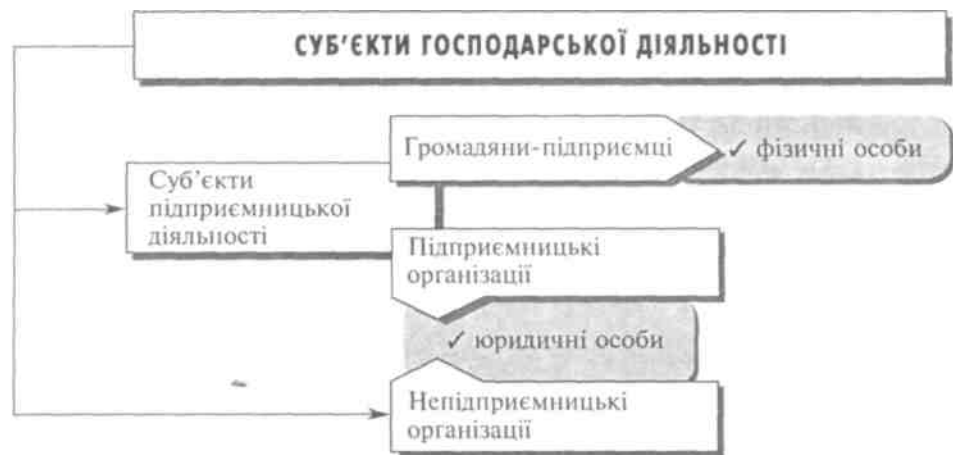 СУБ'ЄКТИ ГОСПОДАРСЬКОЇ ДІЯЛЬНОСТІ
Громадяни-підприємці
✓ фізичні особи
Суб'єкти
підприємницької
діяльності
Підприємницькі
організації
✓ юридичні особи
Непідприємницькі
організації